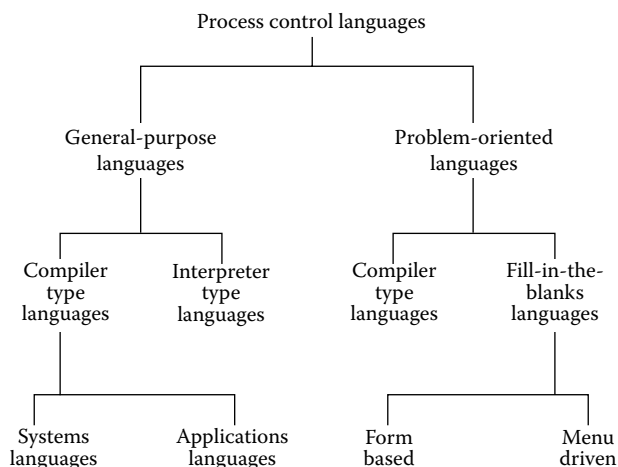 Process control languages
General-purpose
languages
Problem-oriented
languages
Compiler
type
languages
Interpreter
type
languages
Compiler
type
languages
Fill-in-the-
blanks
languages
Systems
languages
Applications
languages
Form
based
Menu
driven